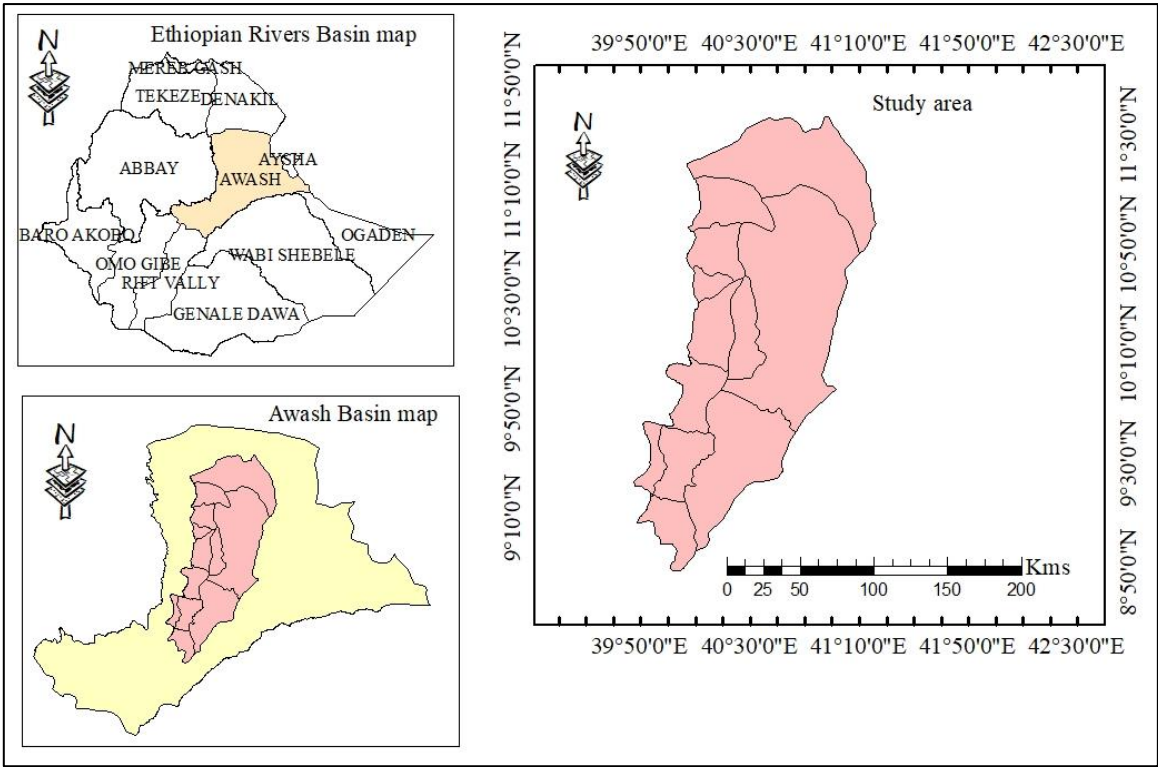 Ethiopian Rivers Basin map
N
MEREB GASH
TEKEZE
DENAKIL
ABBAY
AYSHA
AWASH
BARO AKOBO
OGADEN
WABI SHEBELE
OMO GIBE
RIFT VALLY
GENALE DAWA
Awash Basin map
N
39°50'0"E 40°30'0"E 41°10'0"E 41°50'0"E 42°30'0"E
Study area
N
11°50'0"N
11°10'0"N
10°30'0"N
9°50'0"N
9°10'0"N
11°30'0"N
10°50'0"N
10°10'0"N
9°30'0"N
8°50'0"N
Kms
0 25 50 100 150 200
39°50'0"E 40°30'0"E 41°10'0"E 41°50'0"E 42°30'0"E